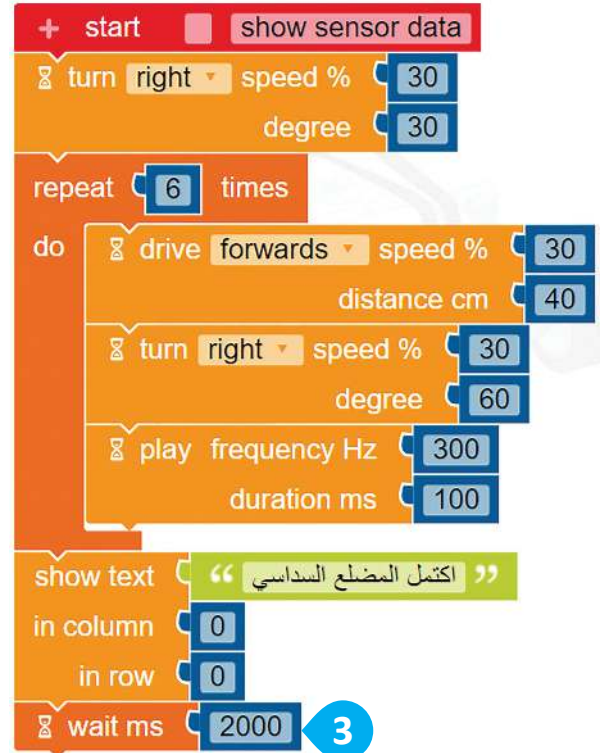 + start show sensor data
turn right speed % 30
degree 30
repeat 6 times
do drive forwards speed % 30
distance cm 40
turn right speed % 30
degree 60
play frequency Hz 300
duration ms 100
show text “ اكتمل المضلع السداسي ”
in column 0
in row 0
wait ms 2000 3